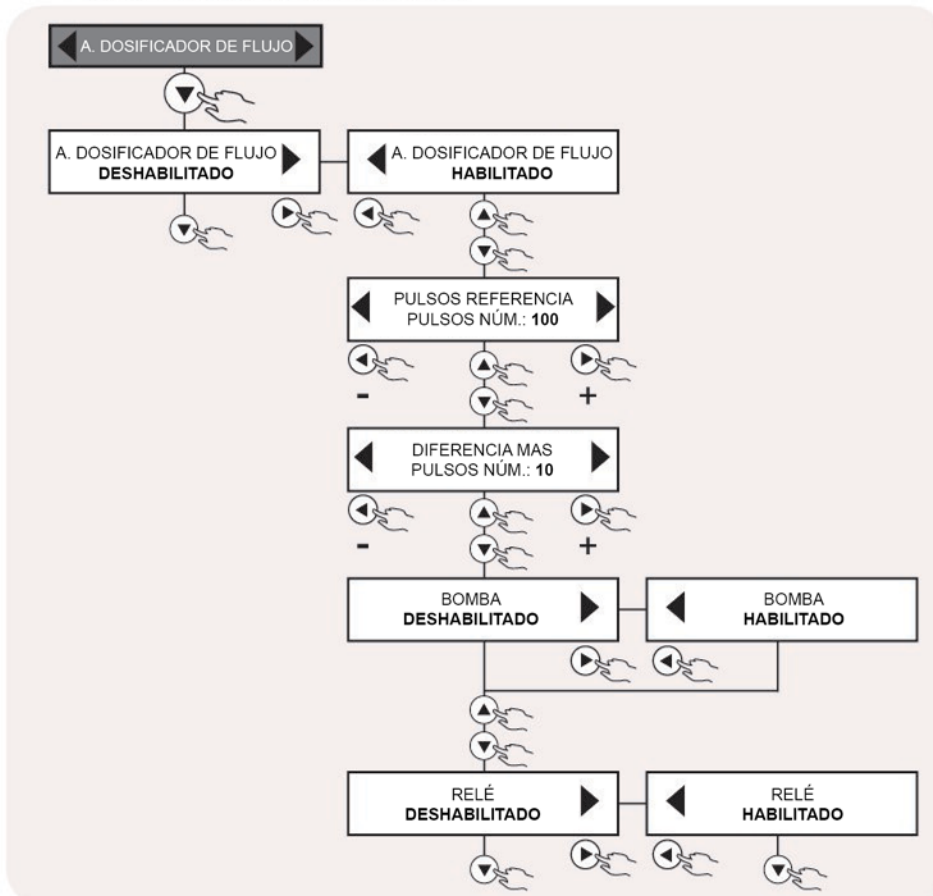 A. DOSIFICADOR DE FLUJO
A. DOSIFICADOR DE FLUJO
DESHABILITADO
A. DOSIFICADOR DE FLUJO
HABILITADO
PULSOS REFERENCIA
PULSOS NÚM.: 100
- +
DIFERENCIA MAS
PULSOS NÚM.: 10
- +
BOMBA
DESHABILITADO
BOMBA
HABILITADO
RELÉ
DESHABILITADO
RELÉ
HABILITADO